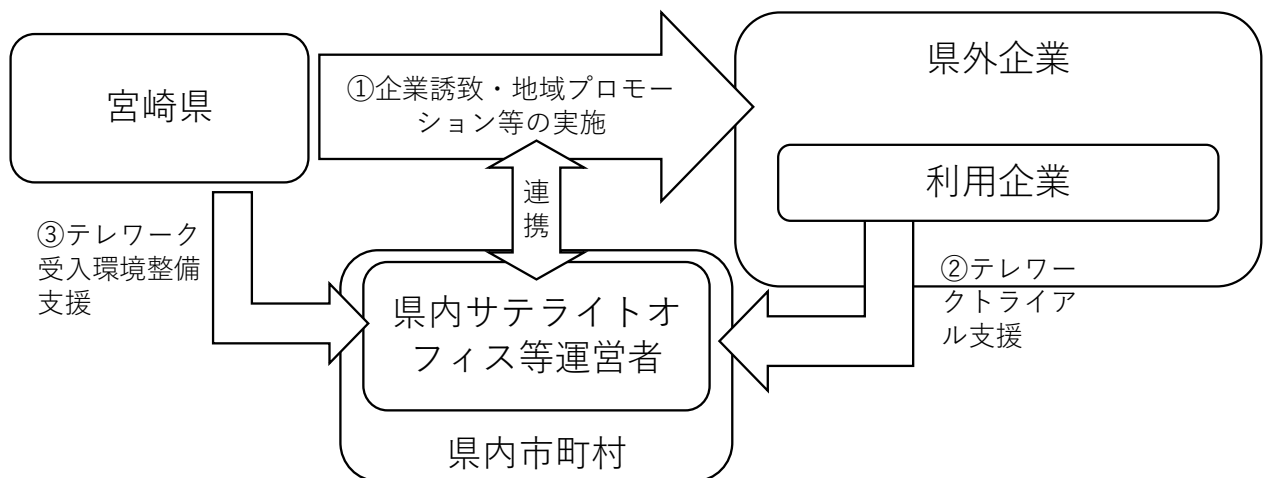 宮崎県
①企業誘致・地域プロモー
ション等の実施
県外企業
利用企業
連
携
③テレワーク
受入環境整備
支援
②テレワー
クトライア
ル支援
県内サテライトオ
フィス等運営者
県内市町村